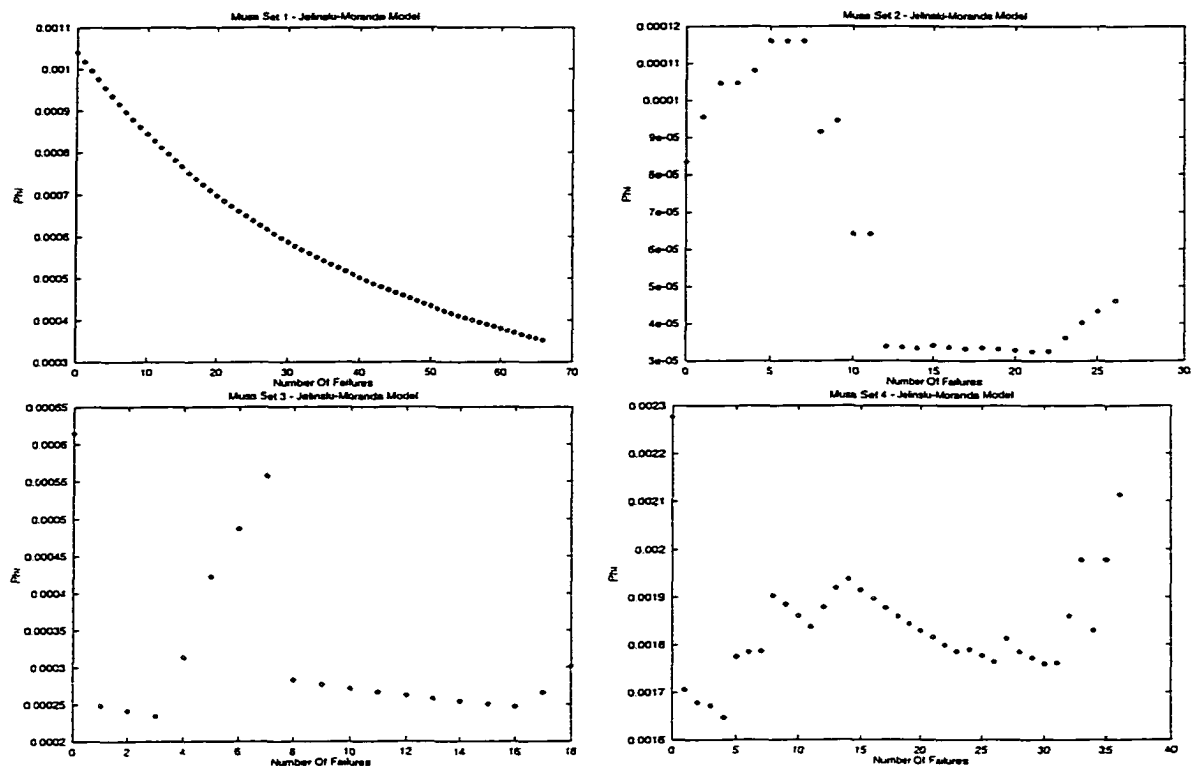 Musa Set 1 - Jelinski-Moranda Model
0.0011
0.001
0.0009
0.0008
0.0007
0.0006
0.0005
0.0004
0.0003
Phi
0 10 20 30 40 50 60 70
Number Of Failures
Musa Set 2 - Jelinski-Moranda Model
0.00012
0.00011
0.0001
9e-05
8e-05
7e-05
6e-05
5e-05
4e-05
3e-05
Phi
0 5 10 15 20 25 30
Number Of Failures
Musa Set 3 - Jelinski-Moranda Model
0.00065
0.0006
0.00055
0.0005
0.00045
0.0004
0.00035
0.0003
0.00025
0.0002
Phi
0 2 4 6 8 10 12 14 16 18
Number Of Failures
Musa Set 4 - Jelinski-Moranda Model
0.0023
0.0022
0.0021
0.002
0.0019
0.0018
0.0017
0.0016
Phi
0 5 10 15 20 25 30 35 40
Number Of Failures